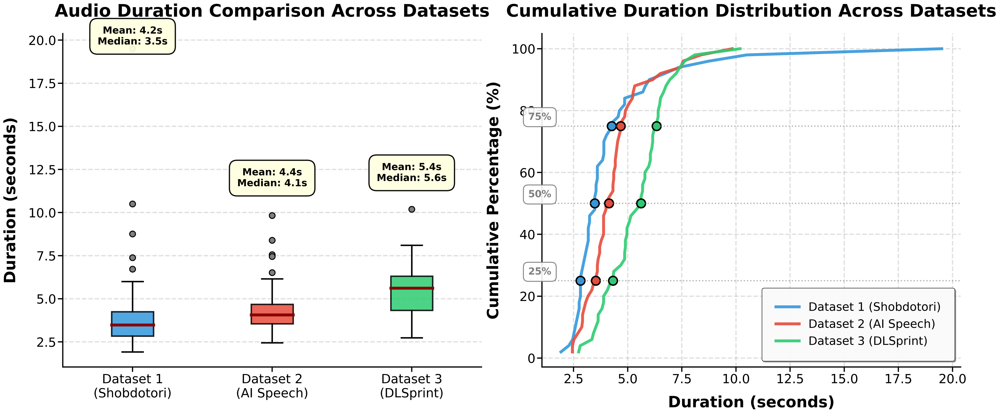 Audio Duration Comparison Across Datasets
Mean: 4.2s
Median: 3.5s
Mean: 4.4s
Median: 4.1s
Mean: 5.4s
Median: 5.6s
Duration (seconds)
20.0
17.5
15.0
12.5
10.0
7.5
5.0
2.5
Dataset 1
(Shobdotori)
Dataset 2
(AI Speech)
Dataset 3
(DLSprint)
Cumulative Duration Distribution Across Datasets
Cumulative Percentage (%)
100
80
75%
60
50%
40
25%
20
0
Dataset 1 (Shobdotori)
Dataset 2 (AI Speech)
Dataset 3 (DLSprint)
2.5
5.0
7.5
10.0
12.5
15.0
17.5
20.0
Duration (seconds)